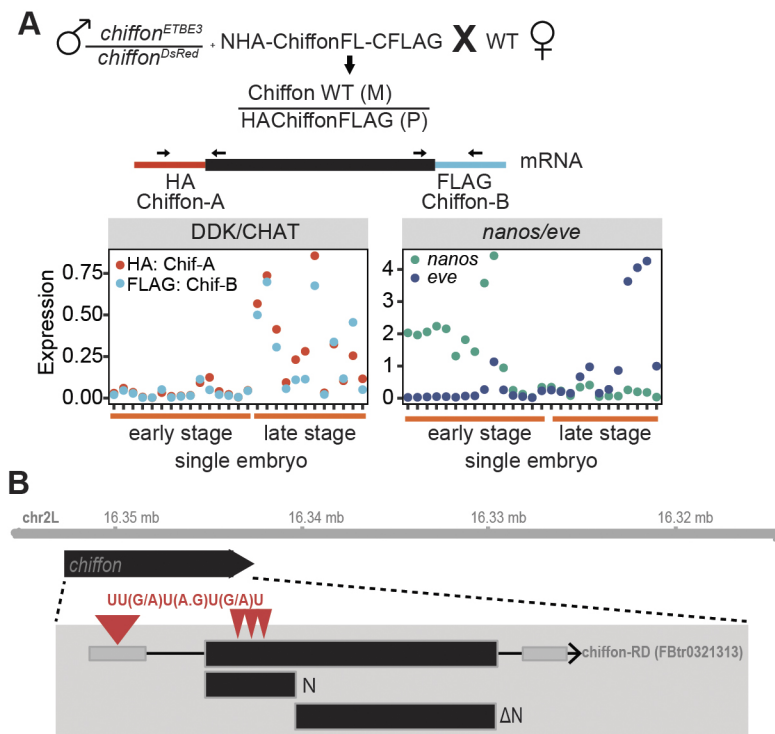 A
chiffon^ETBE3
chiffon^DsRed
; NHA-ChiffonFL-CFLAG X WT
Chiffon WT (M)
HAChiffonFLAG (P)
mRNA
HA FLAG
Chiffon-A Chiffon-B
DDK/CHAT nanos/eve
HA: Chif-A
FLAG: Chif-B
nanos
eve
Expression
0.75
0.50
0.25
0.00
4
3
2
1
0
early stage late stage
single embryo
early stage late stage
single embryo
B
chr2L 16.35 mb 16.34 mb 16.33 mb 16.32 mb
chiffon
UU(G/A)U(A.G)U(G/A)U
chiffon-RD (FBtr0321313)
N
ΔN